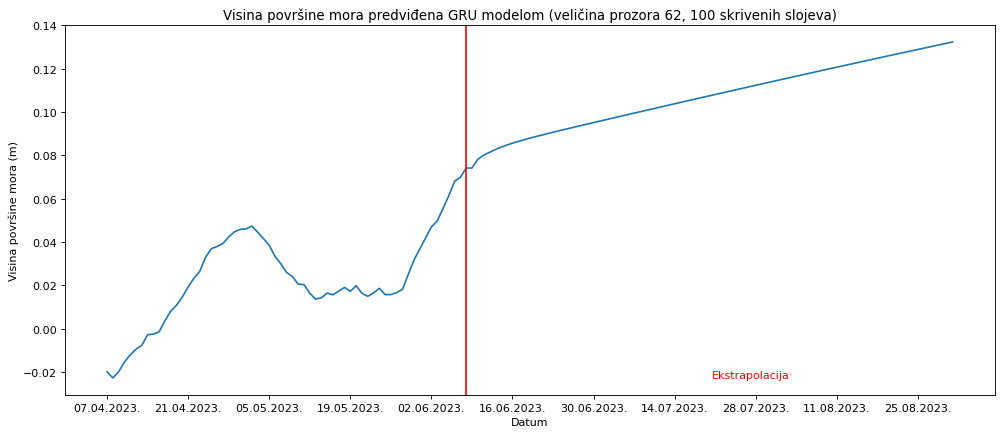 Visina površine mora predviđena GRU modelom (veličina prozora 62, 100 skrivenih slojeva)
0.14
0.12
0.10
0.08
0.06
0.04
0.02
0.00
−0.02
Visina površine mora (m)
Ekstrapolacija
07.04.2023. 21.04.2023. 05.05.2023. 19.05.2023. 02.06.2023. 16.06.2023. 30.06.2023. 14.07.2023. 28.07.2023. 11.08.2023. 25.08.2023.
Datum